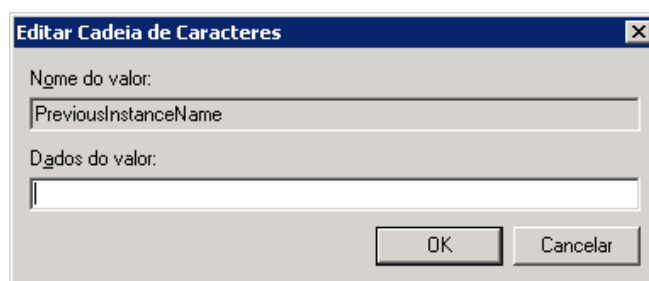 Editar Cadeia de Caracteres
Nome do valor:
PreviousInstanceName
Dados do valor:
OK Cancelar